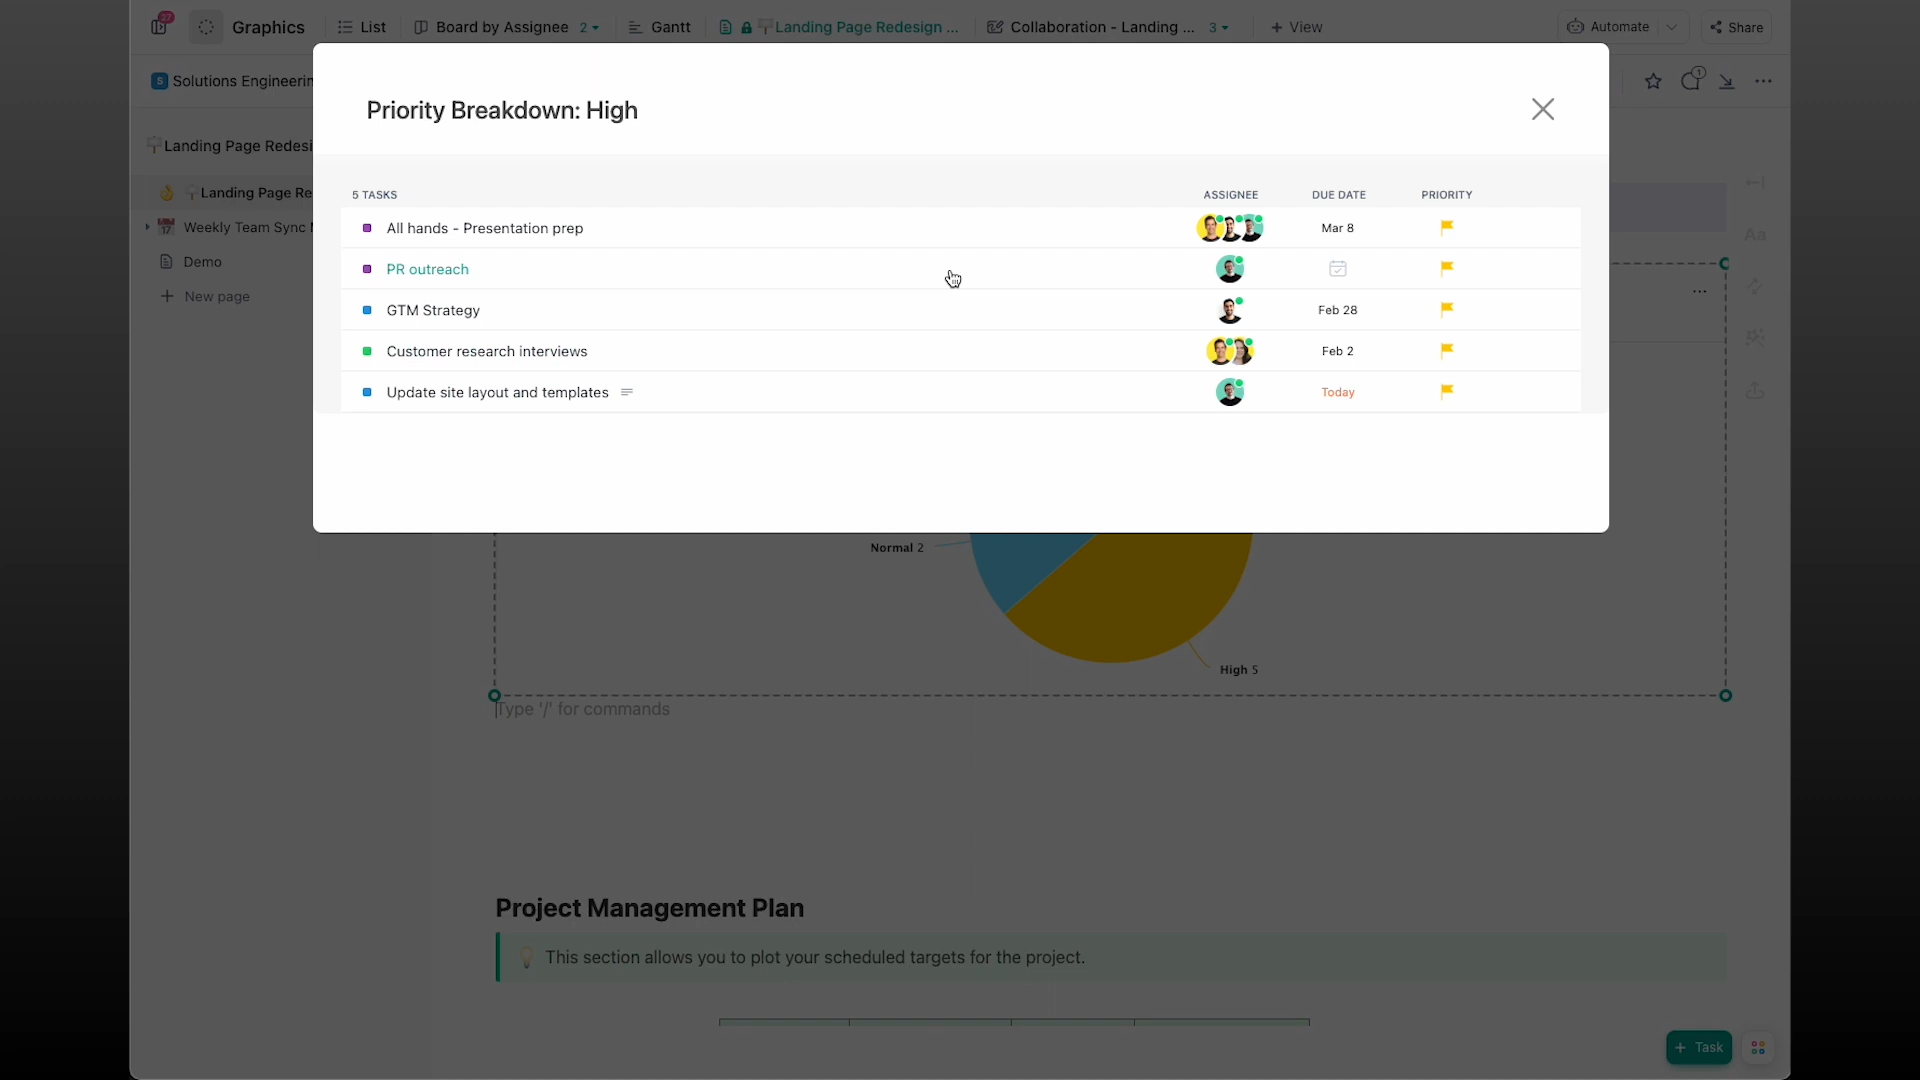 27
Graphics
List
Board by Assignee 2
Gantt
Landing Page Redesign ...
Collaboration - Landing ... 3
+ View
Automate
Share
S Solutions Engineerin
1
Priority Breakdown: High
Landing Page Redesi
Landing Page Re
Weekly Team Sync
Demo
+ New page
Aa
5 TASKS ASSIGNEE DUE DATE PRIORITY
All hands - Presentation prep Mar 8
PR outreach
GTM Strategy Feb 28
Customer research interviews Feb 2
Update site layout and templates Today
Normal 2
High 5
Type '/' for commands
Project Management Plan
This section allows you to plot your scheduled targets for the project.
+ Task